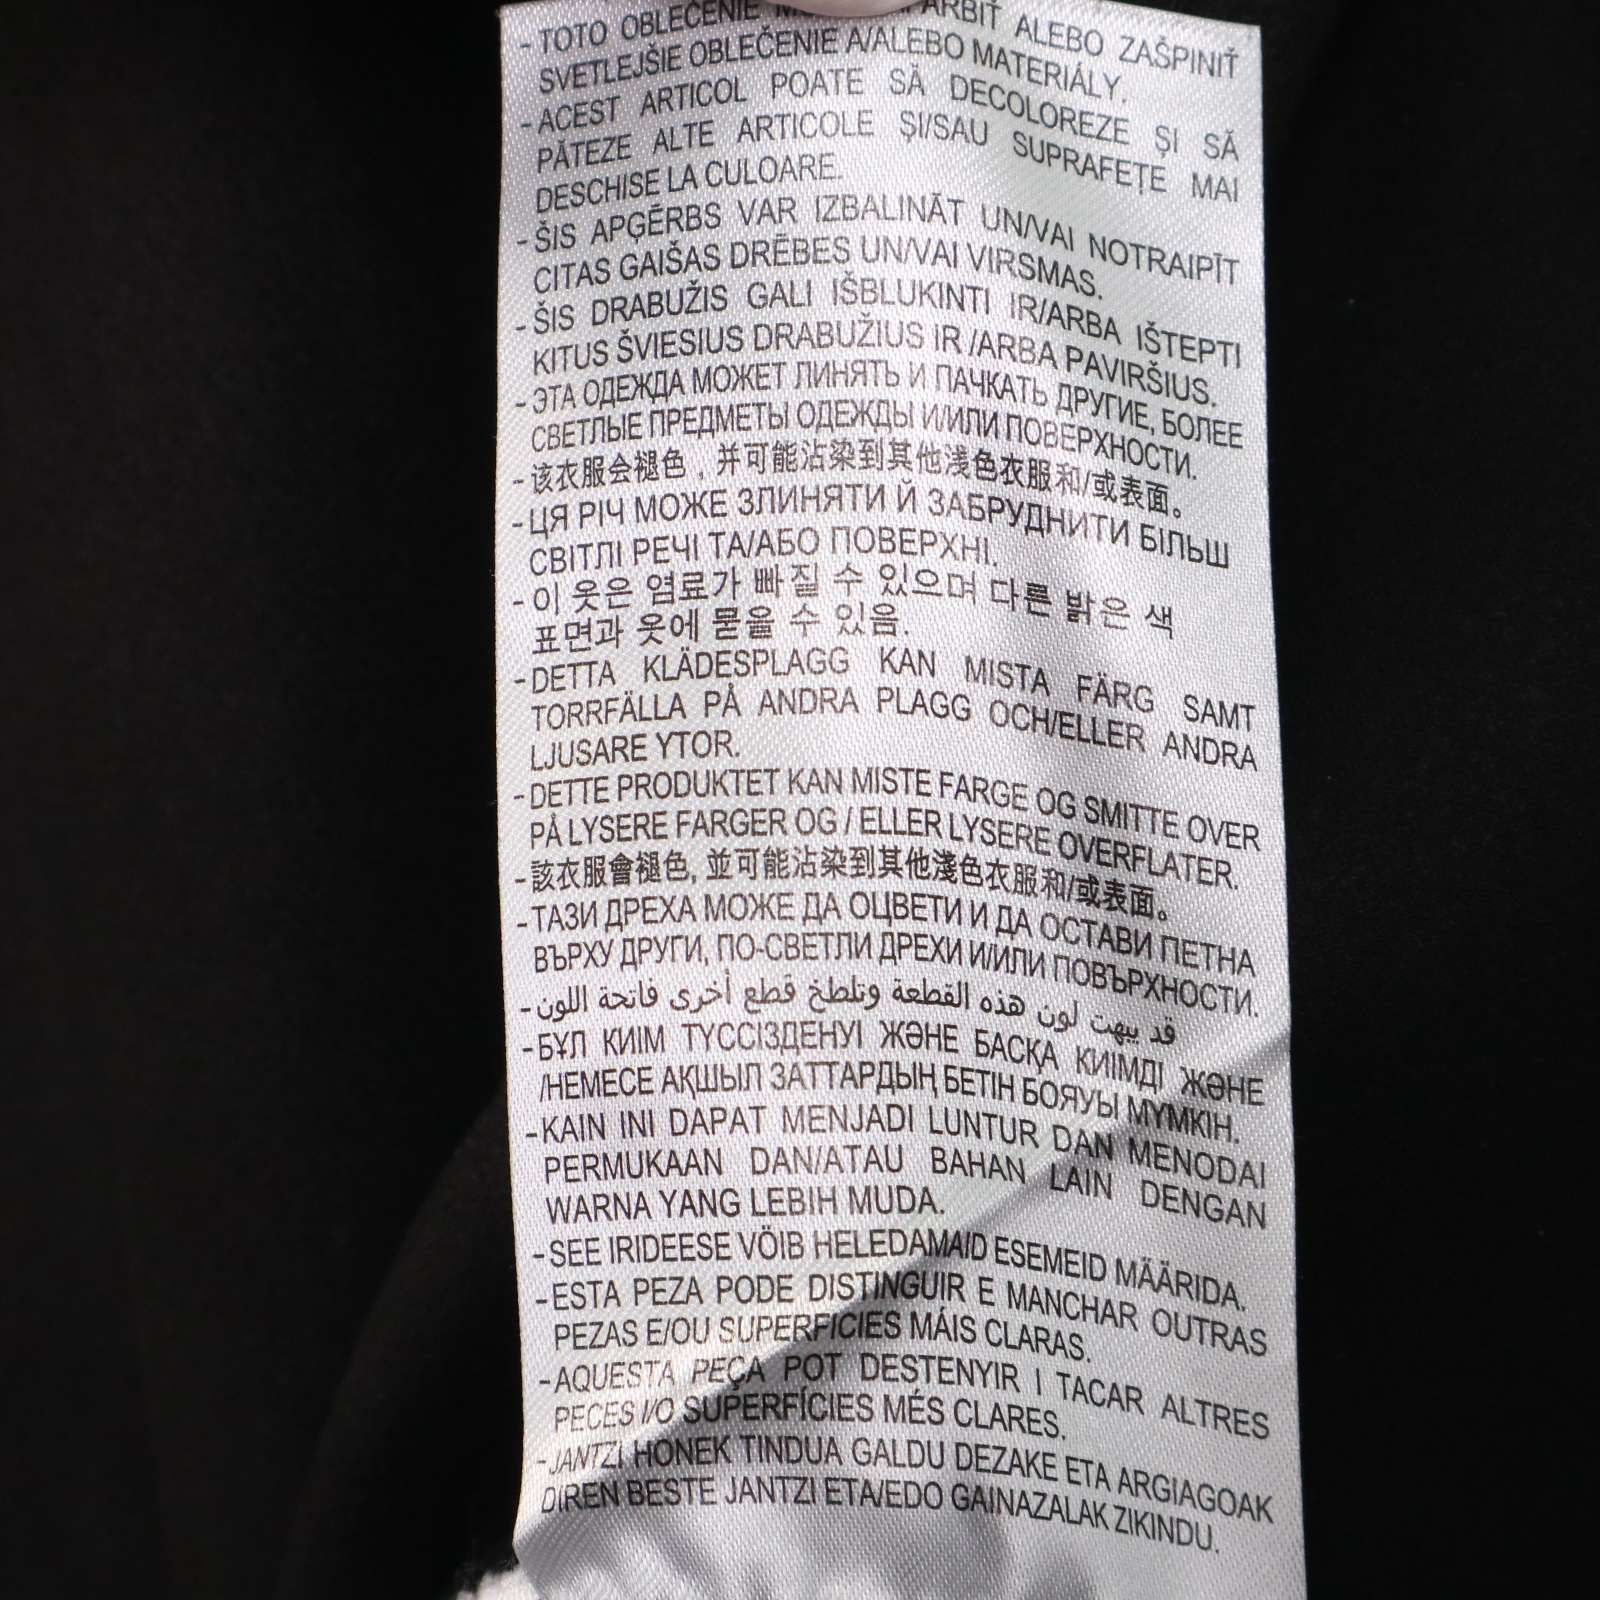 - TOTO OBLEČENIE ALEBO ZAŠPINIŤ
SVETLEJŠIE OBLEČENIE A/ALEBO MATERIÁLY.
- ACEST ARTICOL POATE SĂ DECOLOREZE ȘI SĂ
PĂTEZE ALTE ARTICOLE ȘI/SAU SUPRAFEȚE MAI
DESCHISE LA CULOARE.
- ŠIS APĢĒRBS VAR IZBALINĀT UN/VAI NOTRAIPĪT
CITAS GAIŠAS DRĒBES UN/VAI VIRSMAS.
- ŠIS DRABUŽIS GALI IŠBLUKINTI IR/ARBA IŠTEPTI
KITUS ŠVIESIUS DRABUŽIUS IR /ARBA PAVIRŠIUS.
- ЭТА ОДЕЖДА МОЖЕТ ЛИНЯТЬ И ПАЧКАТЬ ДРУГИЕ, БОЛЕЕ
СВЕТЛЫЕ ПРЕДМЕТЫ ОДЕЖДЫ И/ИЛИ ПОВЕРХНОСТИ.
- 该衣服会褪色，并可能沾染到其他浅色衣服和/或表面。
- ЦЯ РІЧ МОЖЕ ЗЛИНЯТИ Й ЗАБРУДНИТИ БІЛЬШ
СВІТЛІ РЕЧІ ТА/АБО ПОВЕРХНІ.
- 이 옷은 염료가 빠질 수 있으며 다른 밝은 색
표면과 옷에 묻을 수 있음.
- DETTA KLÄDESPLAGG KAN MISTA FÄRG SAMT
TORRFÄLLA PÅ ANDRA PLAGG OCH/ELLER ANDRA
LJUSARE YTOR.
- DETTE PRODUKTET KAN MISTE FARGE OG SMITTE OVER
PÅ LYSERE FARGER OG / ELLER LYSERE OVERFLATER.
- 該衣服會褪色, 並可能沾染到其他淺色衣服和/或表面。
- ТАЗИ ДРЕХА МОЖЕ ДА ОЦВЕТИ И ДА ОСТАВИ ПЕТНА
ВЪРХУ ДРУГИ, ПО-СВЕТЛИ ДРЕХИ И/ИЛИ ПОВЪРХНОСТИ.
- قد يبهت لون هذه القطعة وتلطخ قطع أخرى فاتحة اللون
- БҰЛ КИІМ ТҮССІЗДЕНУІ ЖӘНЕ БАСҚА КИІМДІ ЖӘНЕ
/НЕМЕСЕ АҚШЫЛ ЗАТТАРДЫҢ БЕТІН БОЯУЫ МҮМКІН.
- KAIN INI DAPAT MENJADI LUNTUR DAN MENODAI
PERMUKAAN DAN/ATAU BAHAN LAIN DENGAN
WARNA YANG LEBIH MUDA.
- SEE IRIDEESE VÖIB HELEDAMAID ESEMEID MÄÄRIDA.
- ESTA PEZA PODE DISTINGUIR E MANCHAR OUTRAS
PEZAS E/OU SUPERFICIES MÁIS CLARAS.
- AQUESTA PEÇA POT DESTENYIR I TACAR ALTRES
PECES I/O SUPERFÍCIES MÉS CLARES.
- JANTZI HONEK TINDUA GALDU DEZAKE ETA ARGIAGOAK
DIREN BESTE JANTZI ETA/EDO GAINAZALAK ZIKINDU.